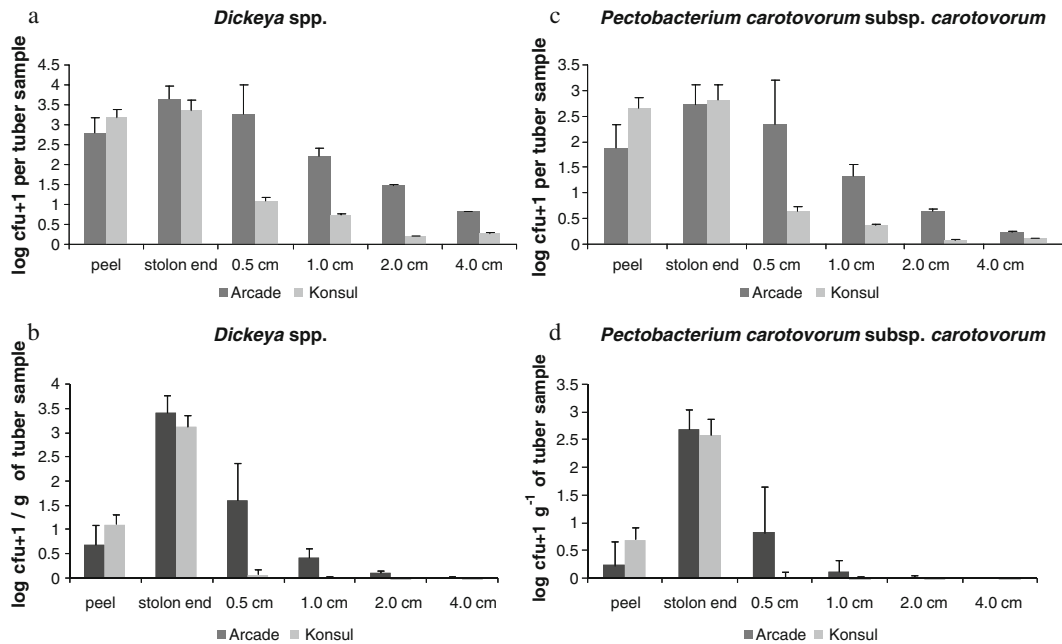 a
Dickeya spp.
log cfu+1 per tuber sample
4.5
4
3.5
3
2.5
2
1.5
1
0.5
0
peel stolon end 0.5 cm 1.0 cm 2.0 cm 4.0 cm
Arcade Konsul
c
Pectobacterium carotovorum subsp. carotovorum
log cfu+1 per tuber sample
3.5
3
2.5
2
1.5
1
0.5
0
peel stolon end 0.5 cm 1.0 cm 2.0 cm 4.0 cm
Arcade Konsul
b
Dickeya spp.
log cfu+1 / g of tuber sample
4
3.5
3
2.5
2
1.5
1
0.5
0
peel stolon end 0.5 cm 1.0 cm 2.0 cm 4.0 cm
Arcade Konsul
d
Pectobacterium carotovorum subsp. carotovorum
log cfu+1 g⁻¹ of tuber sample
3.5
3
2.5
2
1.5
1
0.5
0
peel stolon end 0.5 cm 1.0 cm 2.0 cm 4.0 cm
Arcade Konsul